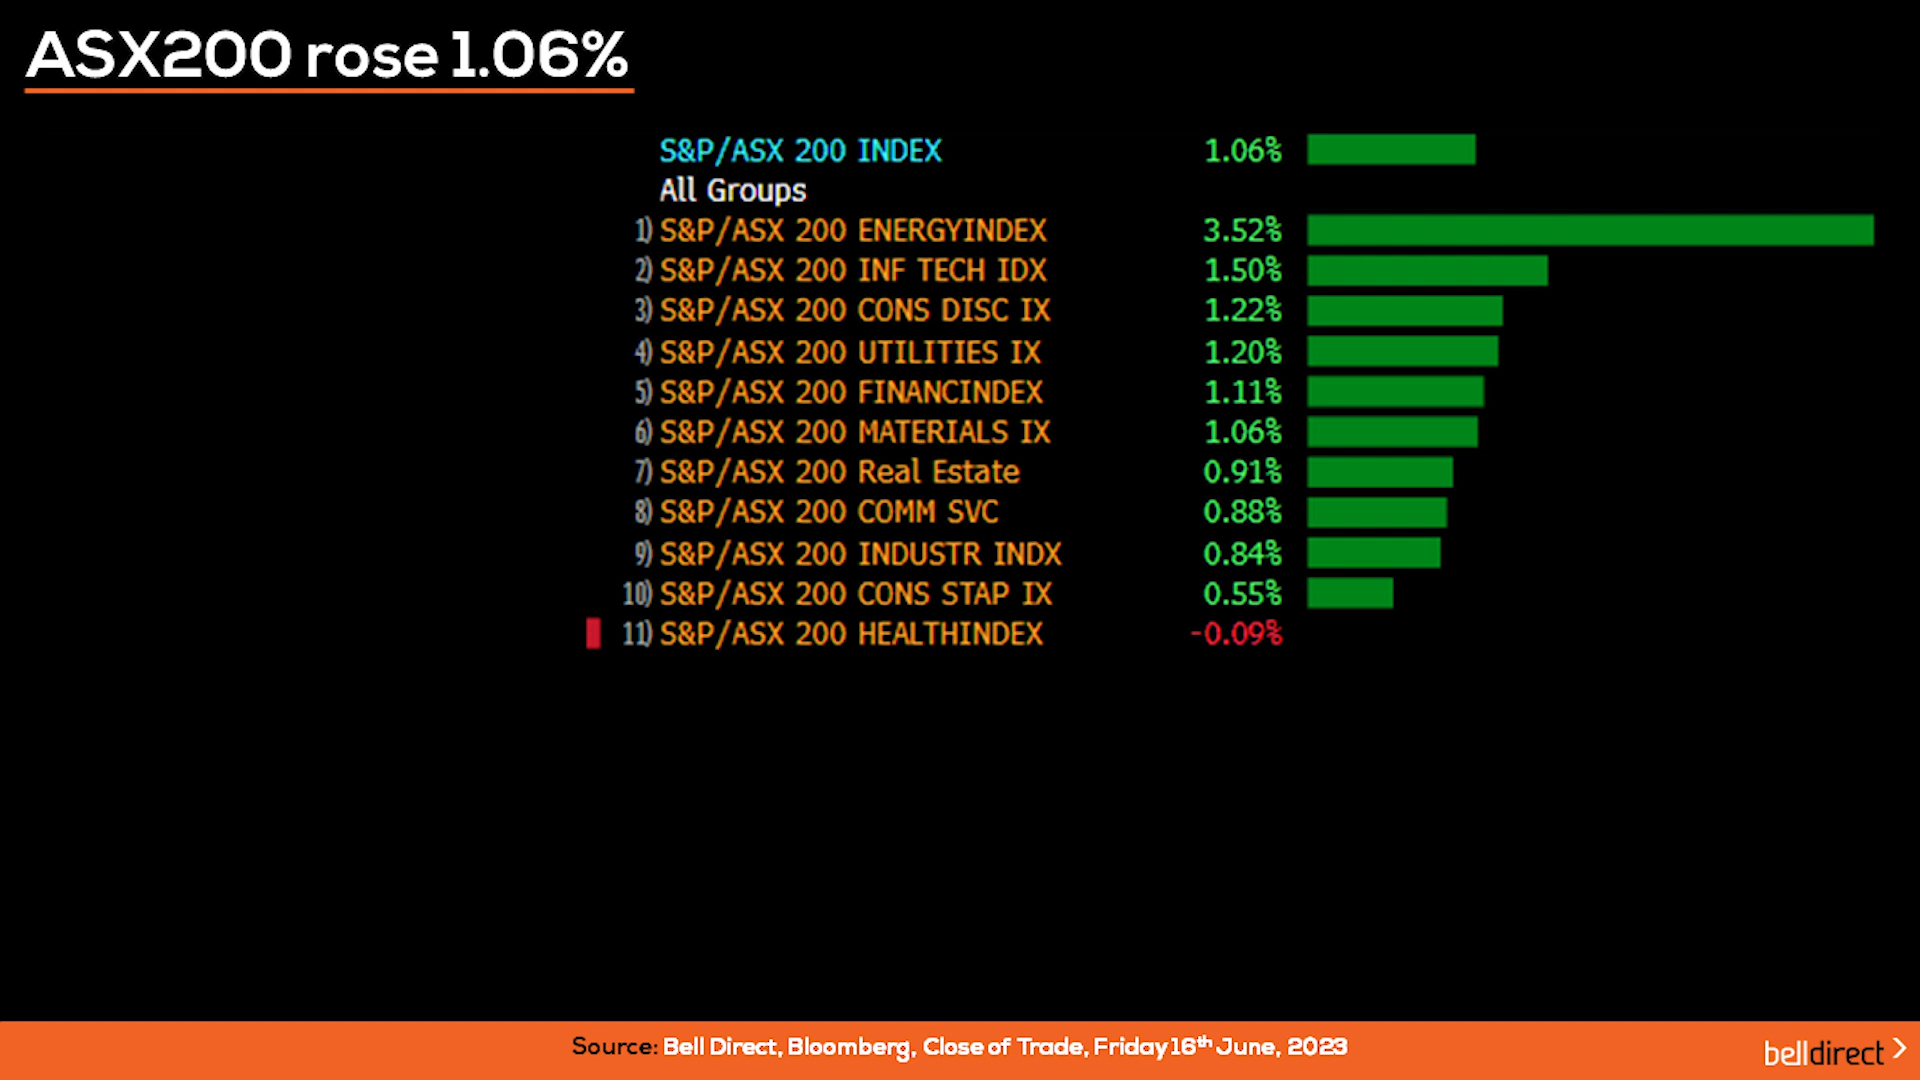 ASX200 rose 1.06%
S&P/ASX 200 INDEX 1.06%
All Groups
1) S&P/ASX 200 ENERGYINDEX 3.52%
2) S&P/ASX 200 INF TECH IDX 1.50%
3) S&P/ASX 200 CONS DISC IX 1.22%
4) S&P/ASX 200 UTILITIES IX 1.20%
5) S&P/ASX 200 FINANCINDEX 1.11%
6) S&P/ASX 200 MATERIALS IX 1.06%
7) S&P/ASX 200 Real Estate 0.91%
8) S&P/ASX 200 COMM SVC 0.88%
9) S&P/ASX 200 INDUSTR INDX 0.84%
10) S&P/ASX 200 CONS STAP IX 0.55%
11) S&P/ASX 200 HEALTHINDEX -0.09%
Source: Bell Direct, Bloomberg, Close of Trade, Friday 16th June, 2023
belldirect